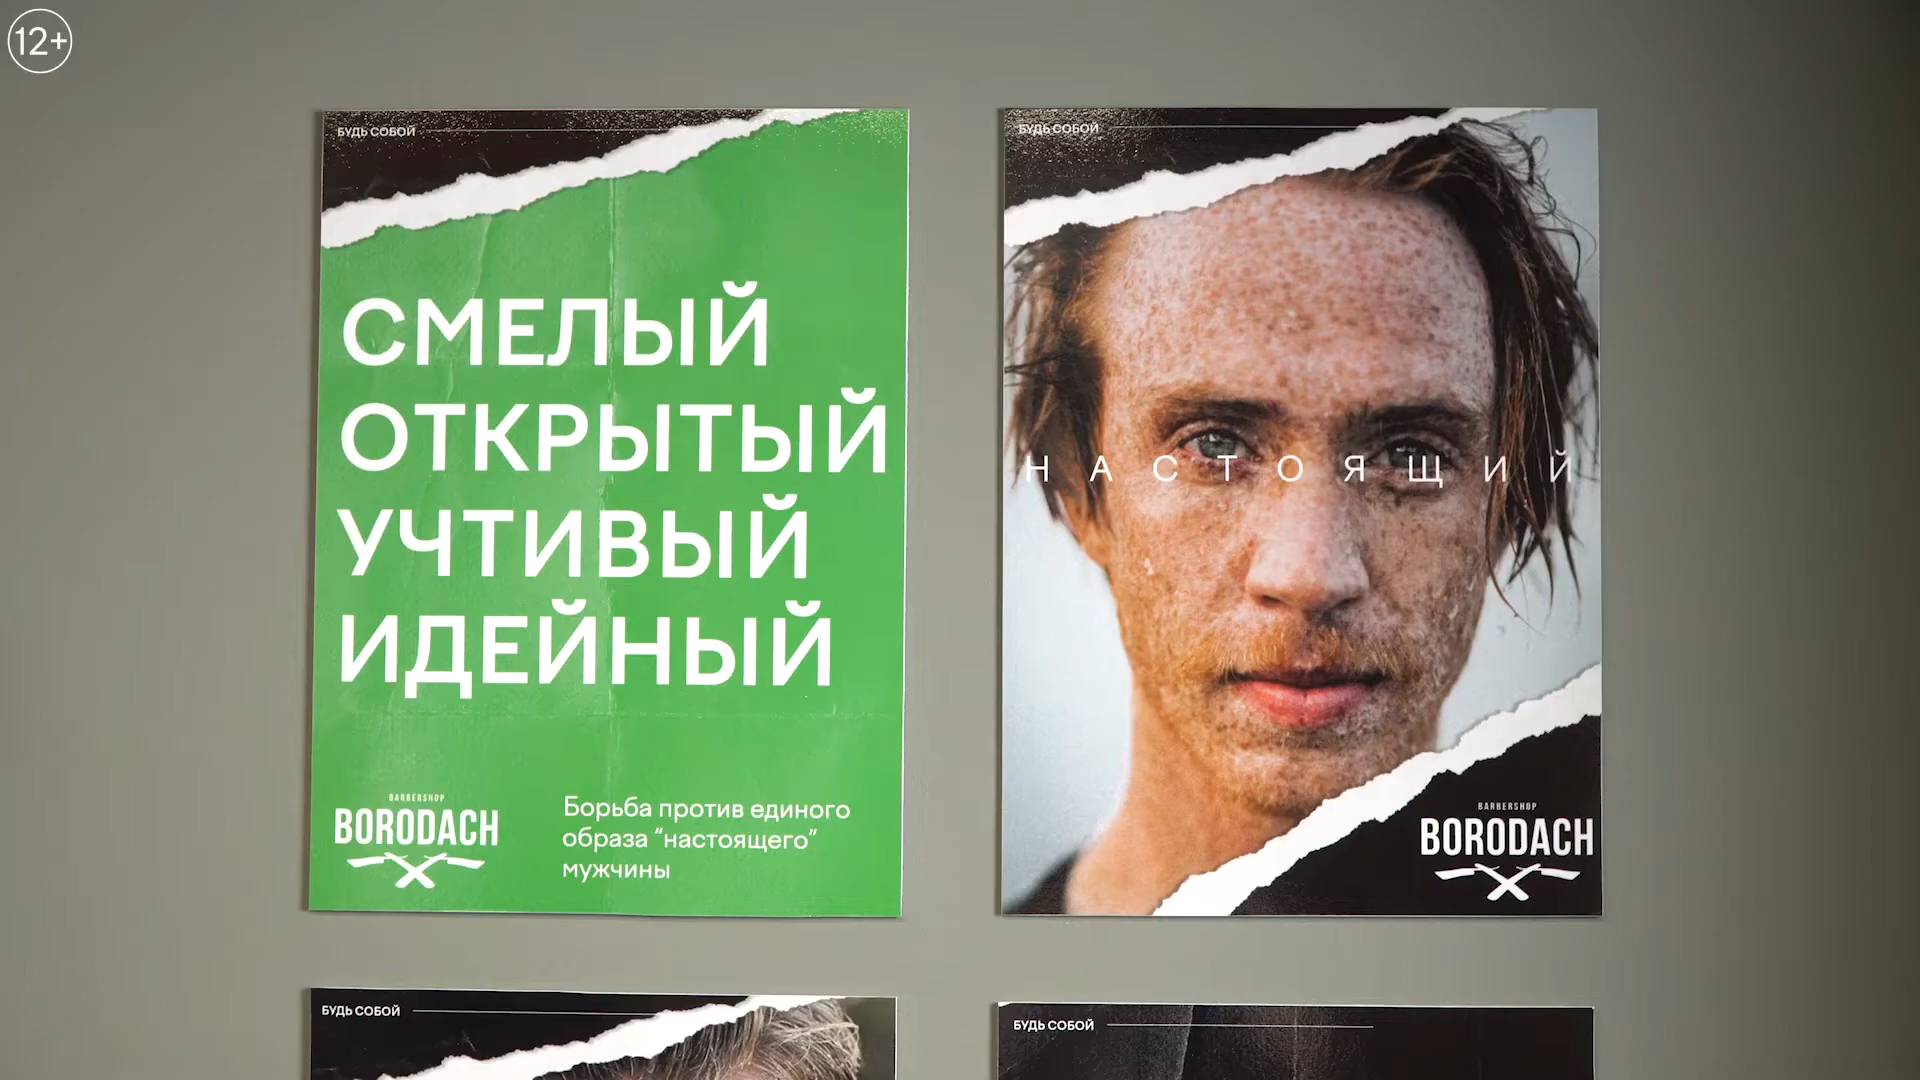 12+
БУДЬ СОБОЙ
СМЕЛЫЙ
ОТКРЫТЫЙ
УЧТИВЫЙ
ИДЕЙНЫЙ
BARBERSHOP
BORODACH
Борьба против единого
образа “настоящего”
мужчины
БУДЬ СОБОЙ
НАСТОЯЩИЙ
BARBERSHOP
BORODACH
БУДЬ СОБОЙ
БУДЬ СОБОЙ